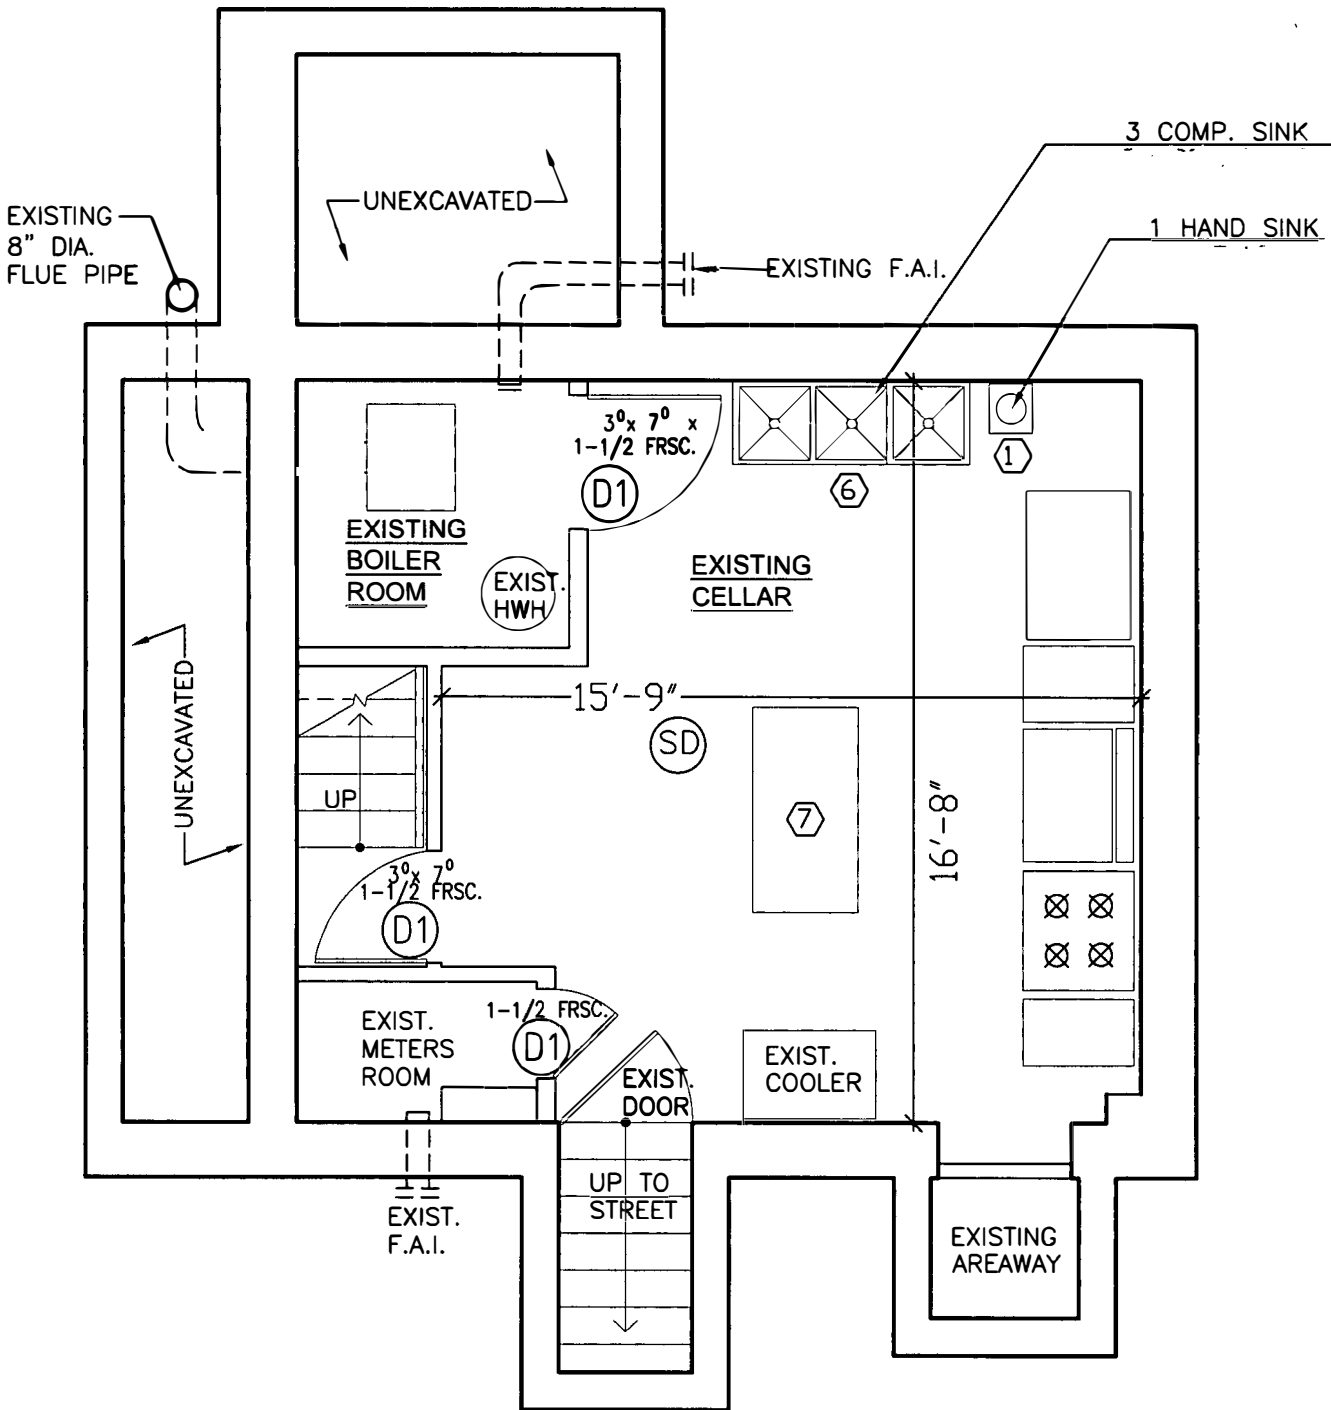 3 COMP. SINK
UNEXCAVATED
EXISTING
8" DIA.
FLUE PIPE
1 HAND SINK
EXISTING F.A.I.
3⁰x 7⁰ x
1-1/2 FRSC.
D1
1
6
EXISTING
BOILER
ROOM
EXIST.
HWH
EXISTING
CELLAR
UNEXCAVATED
15'-9"
SD
UP
7
16'-8"
3⁰x 7⁰
1-1/2 FRSC.
D1
1-1/2 FRSC.
D1
EXIST.
METERS
ROOM
EXIST.
DOOR
EXIST.
COOLER
UP TO
STREET
EXIST.
F.A.I.
EXISTING
AREAWAY